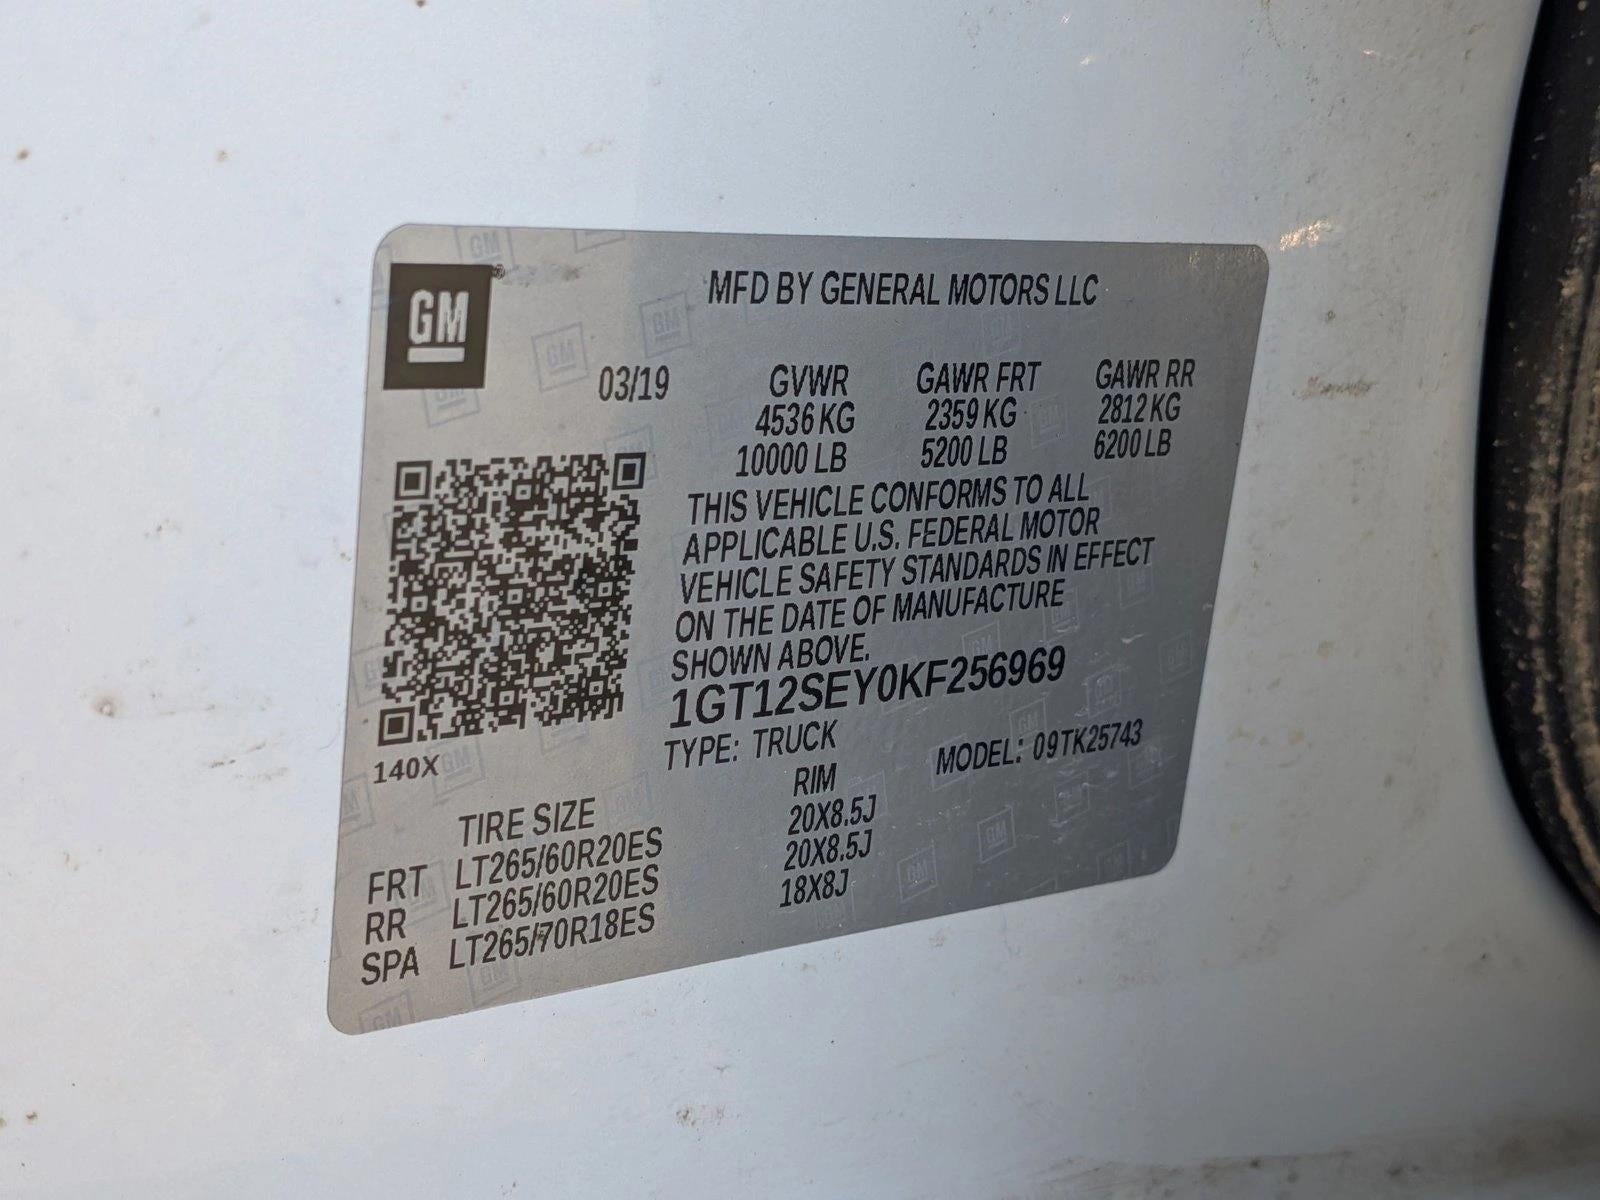 GM®
MFD BY GENERAL MOTORS LLC
03/19 GVWR GAWR FRT GAWR RR
4536 KG 2359 KG 2812 KG
10000 LB 5200 LB 6200 LB
THIS VEHICLE CONFORMS TO ALL
APPLICABLE U.S. FEDERAL MOTOR
VEHICLE SAFETY STANDARDS IN EFFECT
ON THE DATE OF MANUFACTURE
SHOWN ABOVE.
1GT12SEY0KF256969
TYPE: TRUCK MODEL: 09TK25743
140X
TIRE SIZE RIM
FRT LT265/60R20ES 20X8.5J
RR LT265/60R20ES 20X8.5J
SPA LT265/70R18ES 18X8J